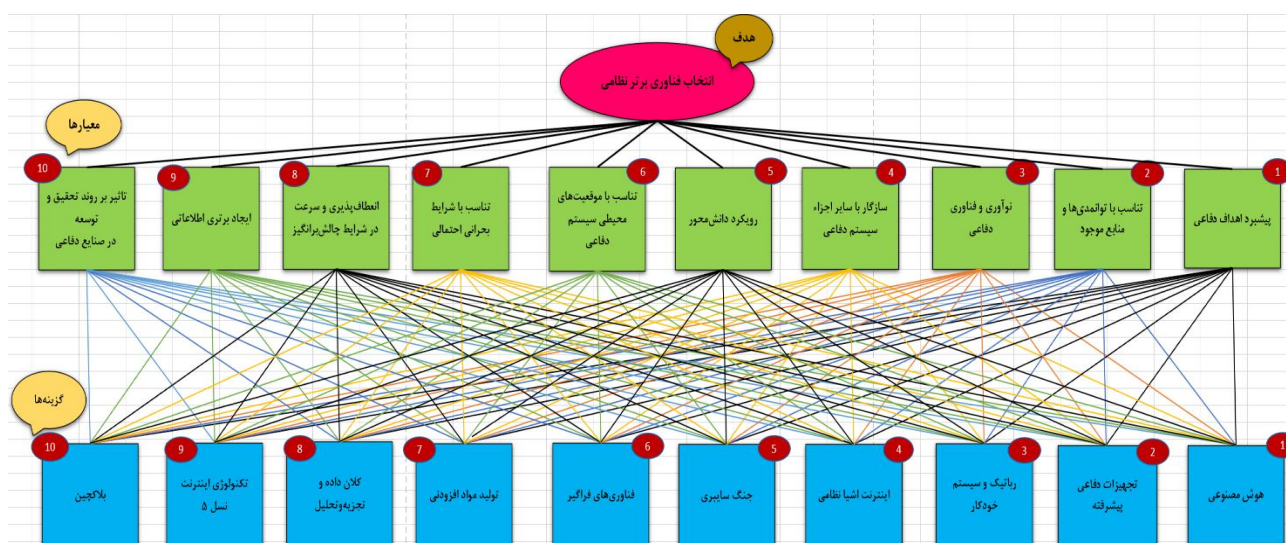 هدف
انتخاب فناوری برتر نظامی
معیارها
1
پیشبرد اهداف دفاعی
2
تناسب با توانمدی‌ها و
منابع موجود
3
نوآوری و فناوری
دفاعی
4
سازگار با سایر اجزاء
سیستم دفاعی
5
رویکرد دانش‌محور
6
تناسب با موقعیت‌های
محیطی سیستم
دفاعی
7
تناسب با شرایط
بحرانی احتمالی
8
انعطاف‌پذیری و سرعت
در شرایط چالش‌برانگیز
9
ایجاد برتری اطلاعاتی
10
تاثیر بر روند تحقیق و
توسعه
در صنایع دفاعی
گزینه‌ها
1
هوش مصنوعی
2
تجهیزات دفاعی
پیشرفته
3
رباتیک و سیستم
خودکار
4
اینترنت اشیا نظامی
5
جنگ سایبری
6
فناوری‌های فراگیر
7
تولید مواد افزودنی
8
کلان داده و
تجزیه‌وتحلیل
9
تکنولوژی اینترنت
نسل ۵
10
بلاکچین